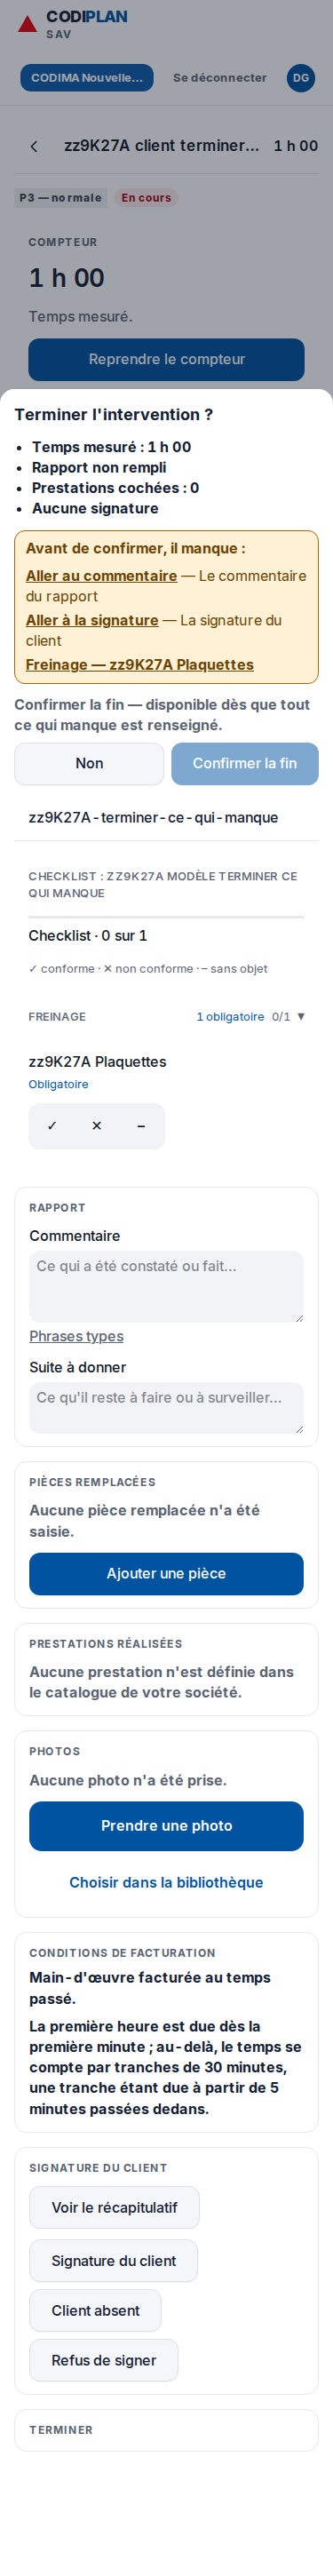 CODIPLAN
SAV
CODIMA Nouvelle… Se déconnecter DG
zz9K27A client terminer… 1 h 00
P3 — normale En cours
COMPTEUR
1 h 00
Temps mesuré.
Reprendre le compteur
Terminer l'intervention ?
• Temps mesuré : 1 h 00
• Rapport non rempli
• Prestations cochées : 0
• Aucune signature
Avant de confirmer, il manque :
Aller au commentaire — Le commentaire
du rapport
Aller à la signature — La signature du
client
Freinage — zz9K27A Plaquettes
Confirmer la fin — disponible dès que tout
ce qui manque est renseigné.
Non Confirmer la fin
zz9K27A-terminer-ce-qui-manque
CHECKLIST : ZZ9K27A MODÈLE TERMINER CE
QUI MANQUE
Checklist · 0 sur 1
✓ conforme · ✕ non conforme · – sans objet
FREINAGE 1 obligatoire 0/1 ▼
zz9K27A Plaquettes
Obligatoire
✓ ✕ –
RAPPORT
Commentaire
Ce qui a été constaté ou fait…
Phrases types
Suite à donner
Ce qu'il reste à faire ou à surveiller…
PIÈCES REMPLACÉES
Aucune pièce remplacée n'a été
saisie.
Ajouter une pièce
PRESTATIONS RÉALISÉES
Aucune prestation n'est définie dans
le catalogue de votre société.
PHOTOS
Aucune photo n'a été prise.
Prendre une photo
Choisir dans la bibliothèque
CONDITIONS DE FACTURATION
Main-d'œuvre facturée au temps
passé.
La première heure est due dès la
première minute ; au-delà, le temps se
compte par tranches de 30 minutes,
une tranche étant due à partir de 5
minutes passées dedans.
SIGNATURE DU CLIENT
Voir le récapitulatif
Signature du client
Client absent
Refus de signer
TERMINER